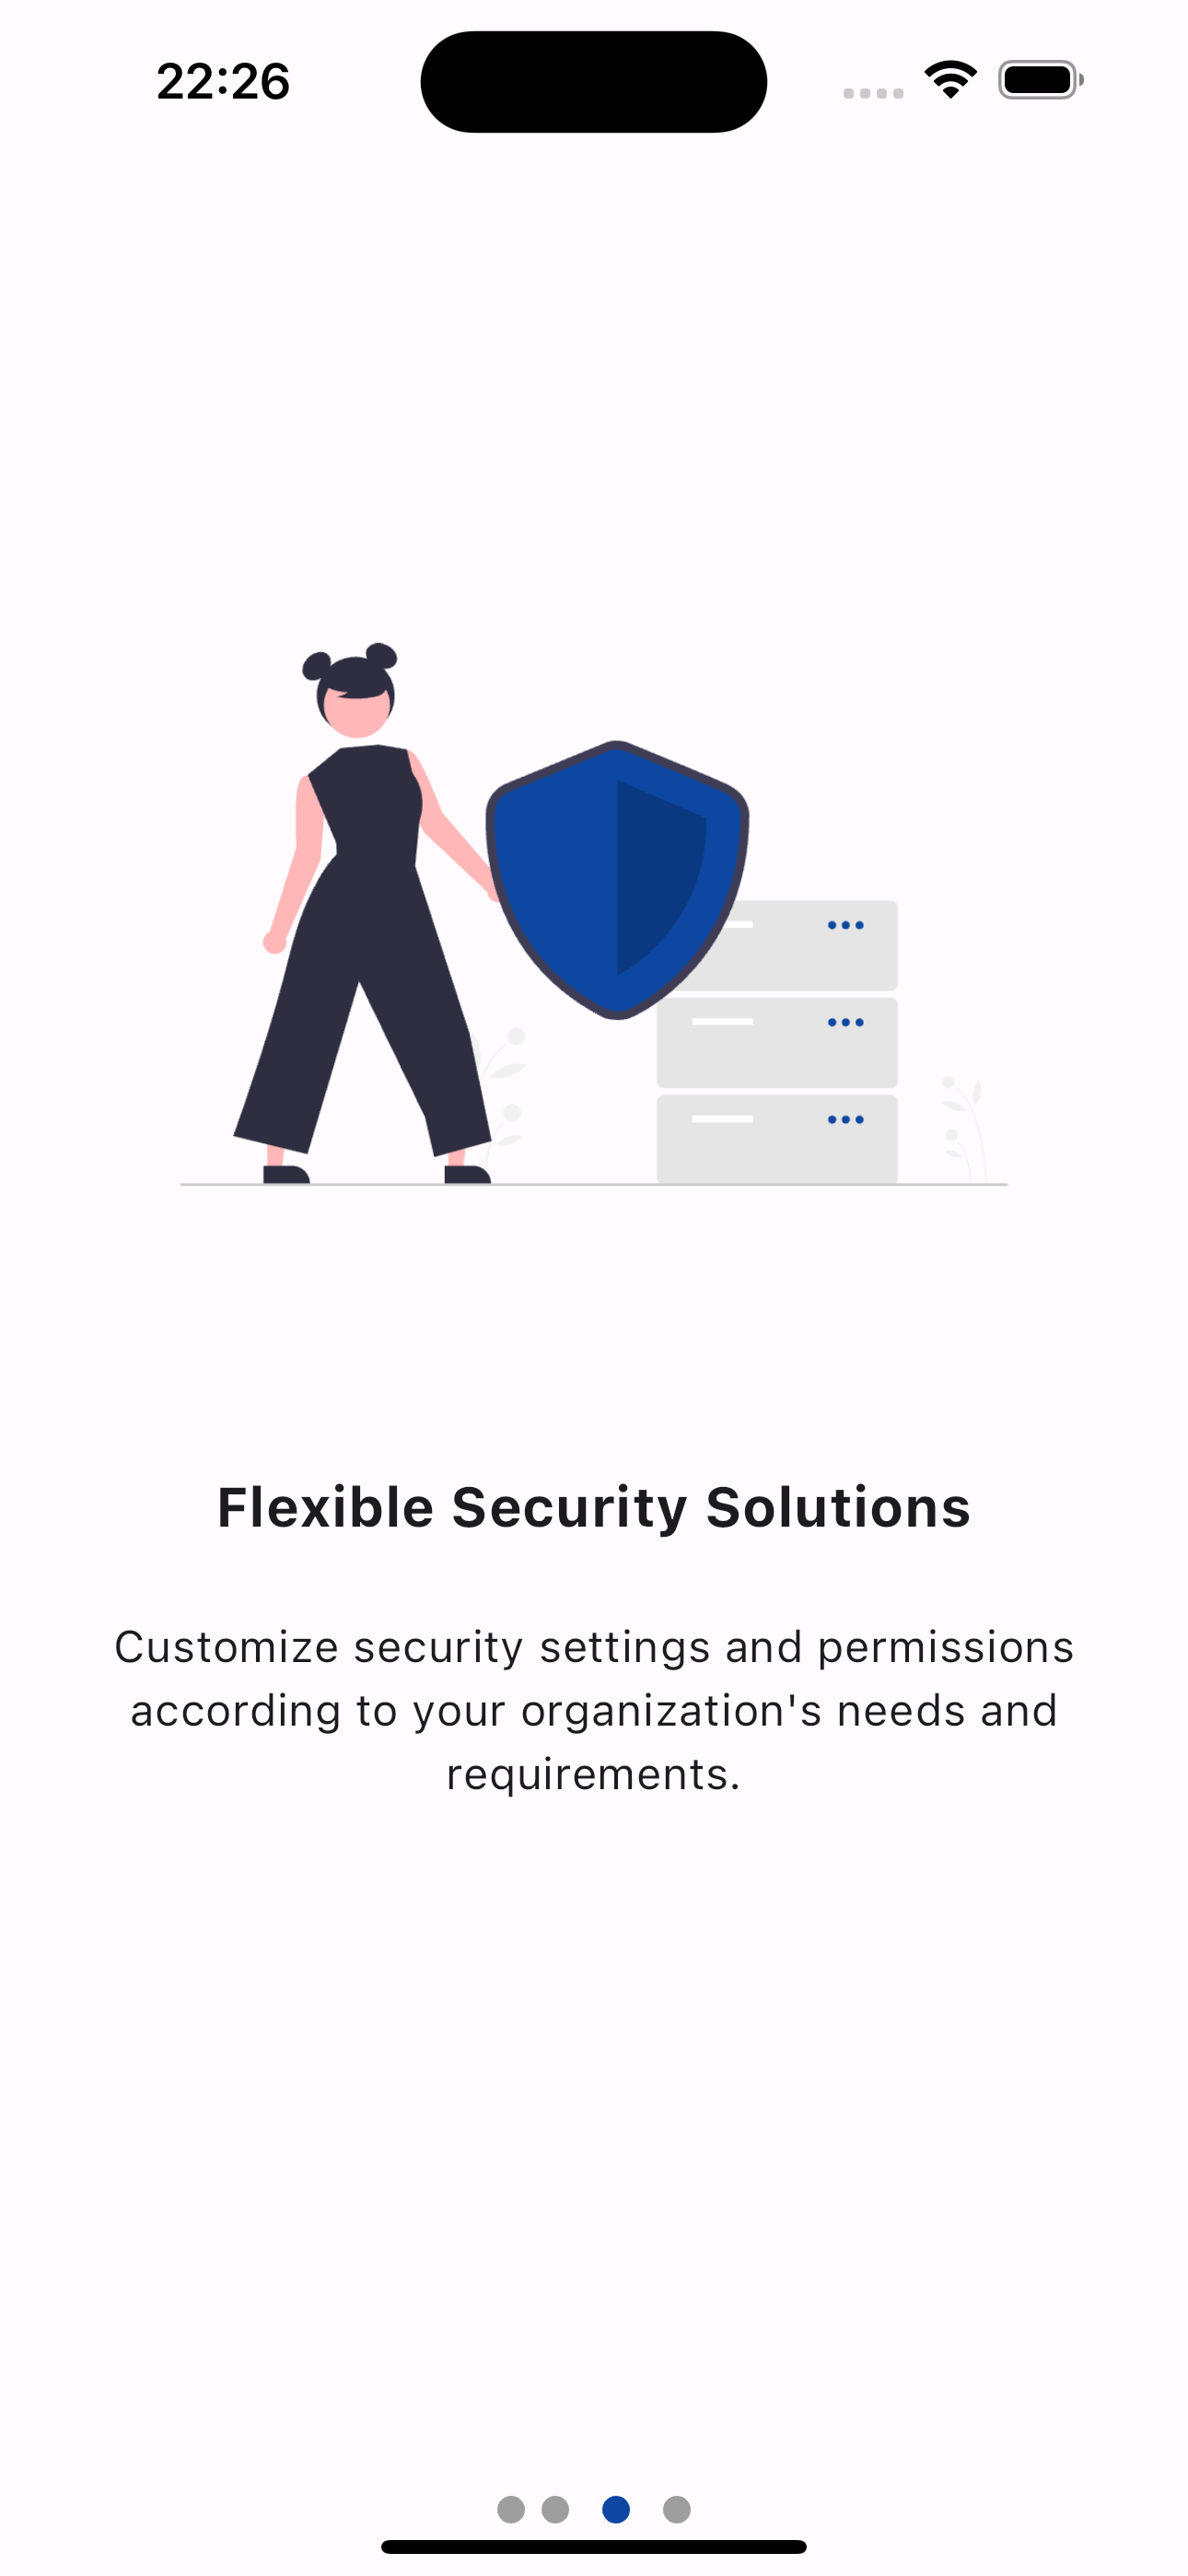 22:26
Flexible Security Solutions
Customize security settings and permissions
according to your organization's needs and
requirements.